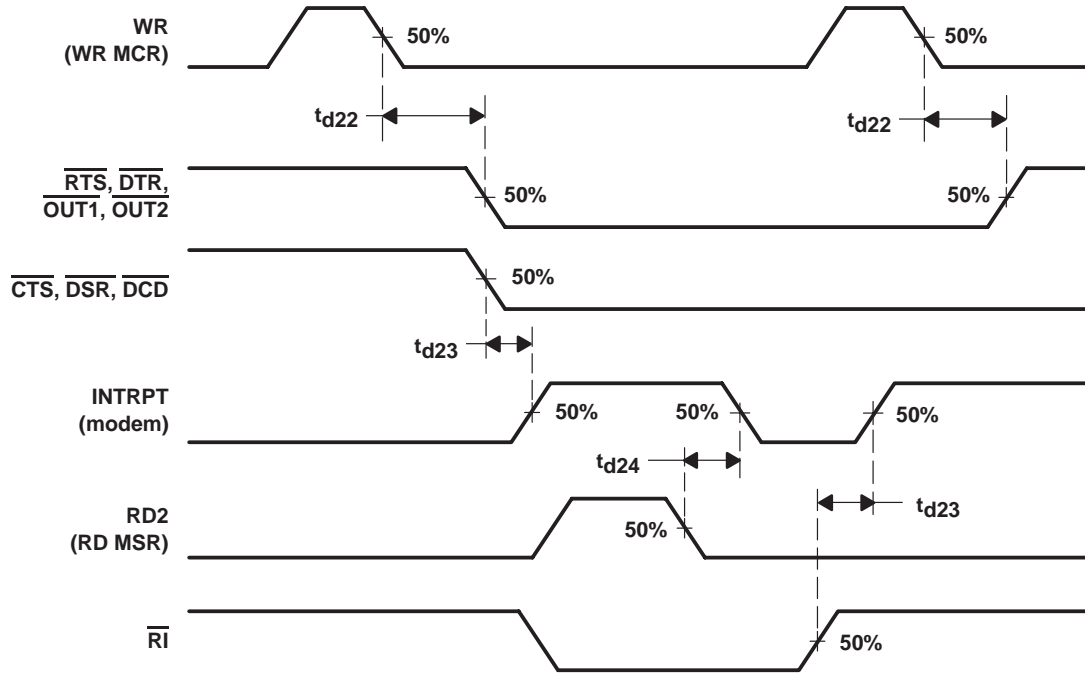 WR
(WR MCR)
50%
50%
td22
td22
RTS, DTR,
OUT1, OUT2
50%
50%
CTS, DSR, DCD
50%
td23
INTRPT
(modem)
50%
50%
50%
td24
td23
RD2
(RD MSR)
50%
RI
50%